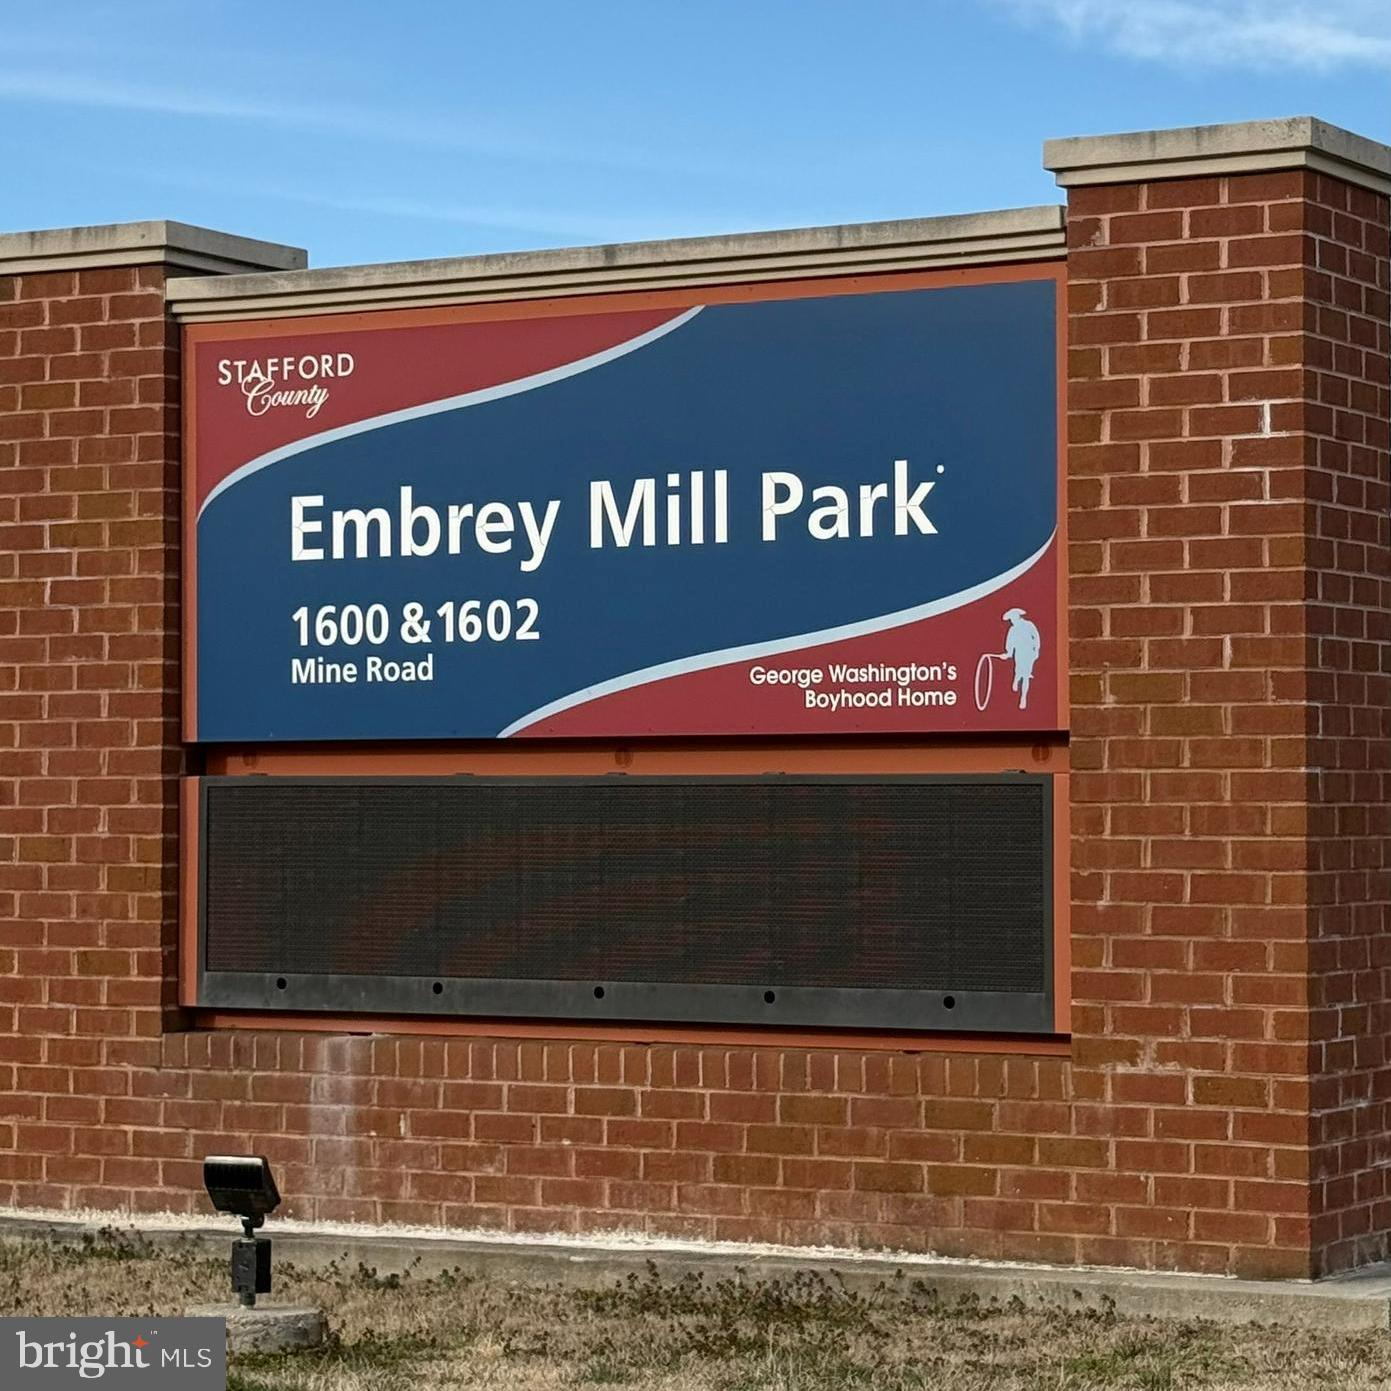 STAFFORD
County
Embrey Mill Park
1600 & 1602
Mine Road
George Washington's
Boyhood Home
bright MLS